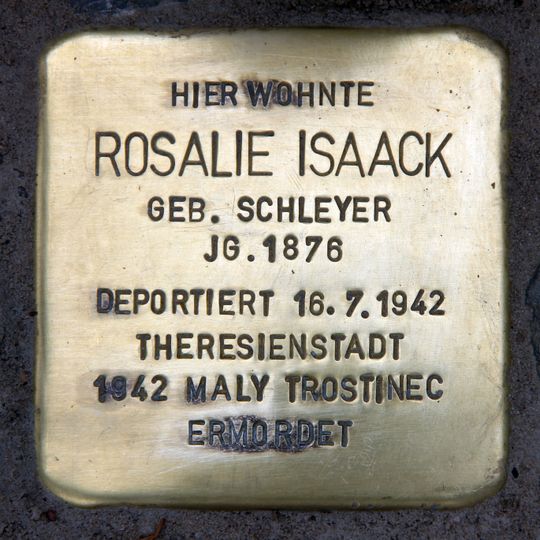 HIER WOHNTE
ROSALIE ISAACK
GEB. SCHLEYER
JG. 1876
DEPORTIERT 16.7.1942
THERESIENSTADT
1942 MALY TROSTINEC
ERMORDET